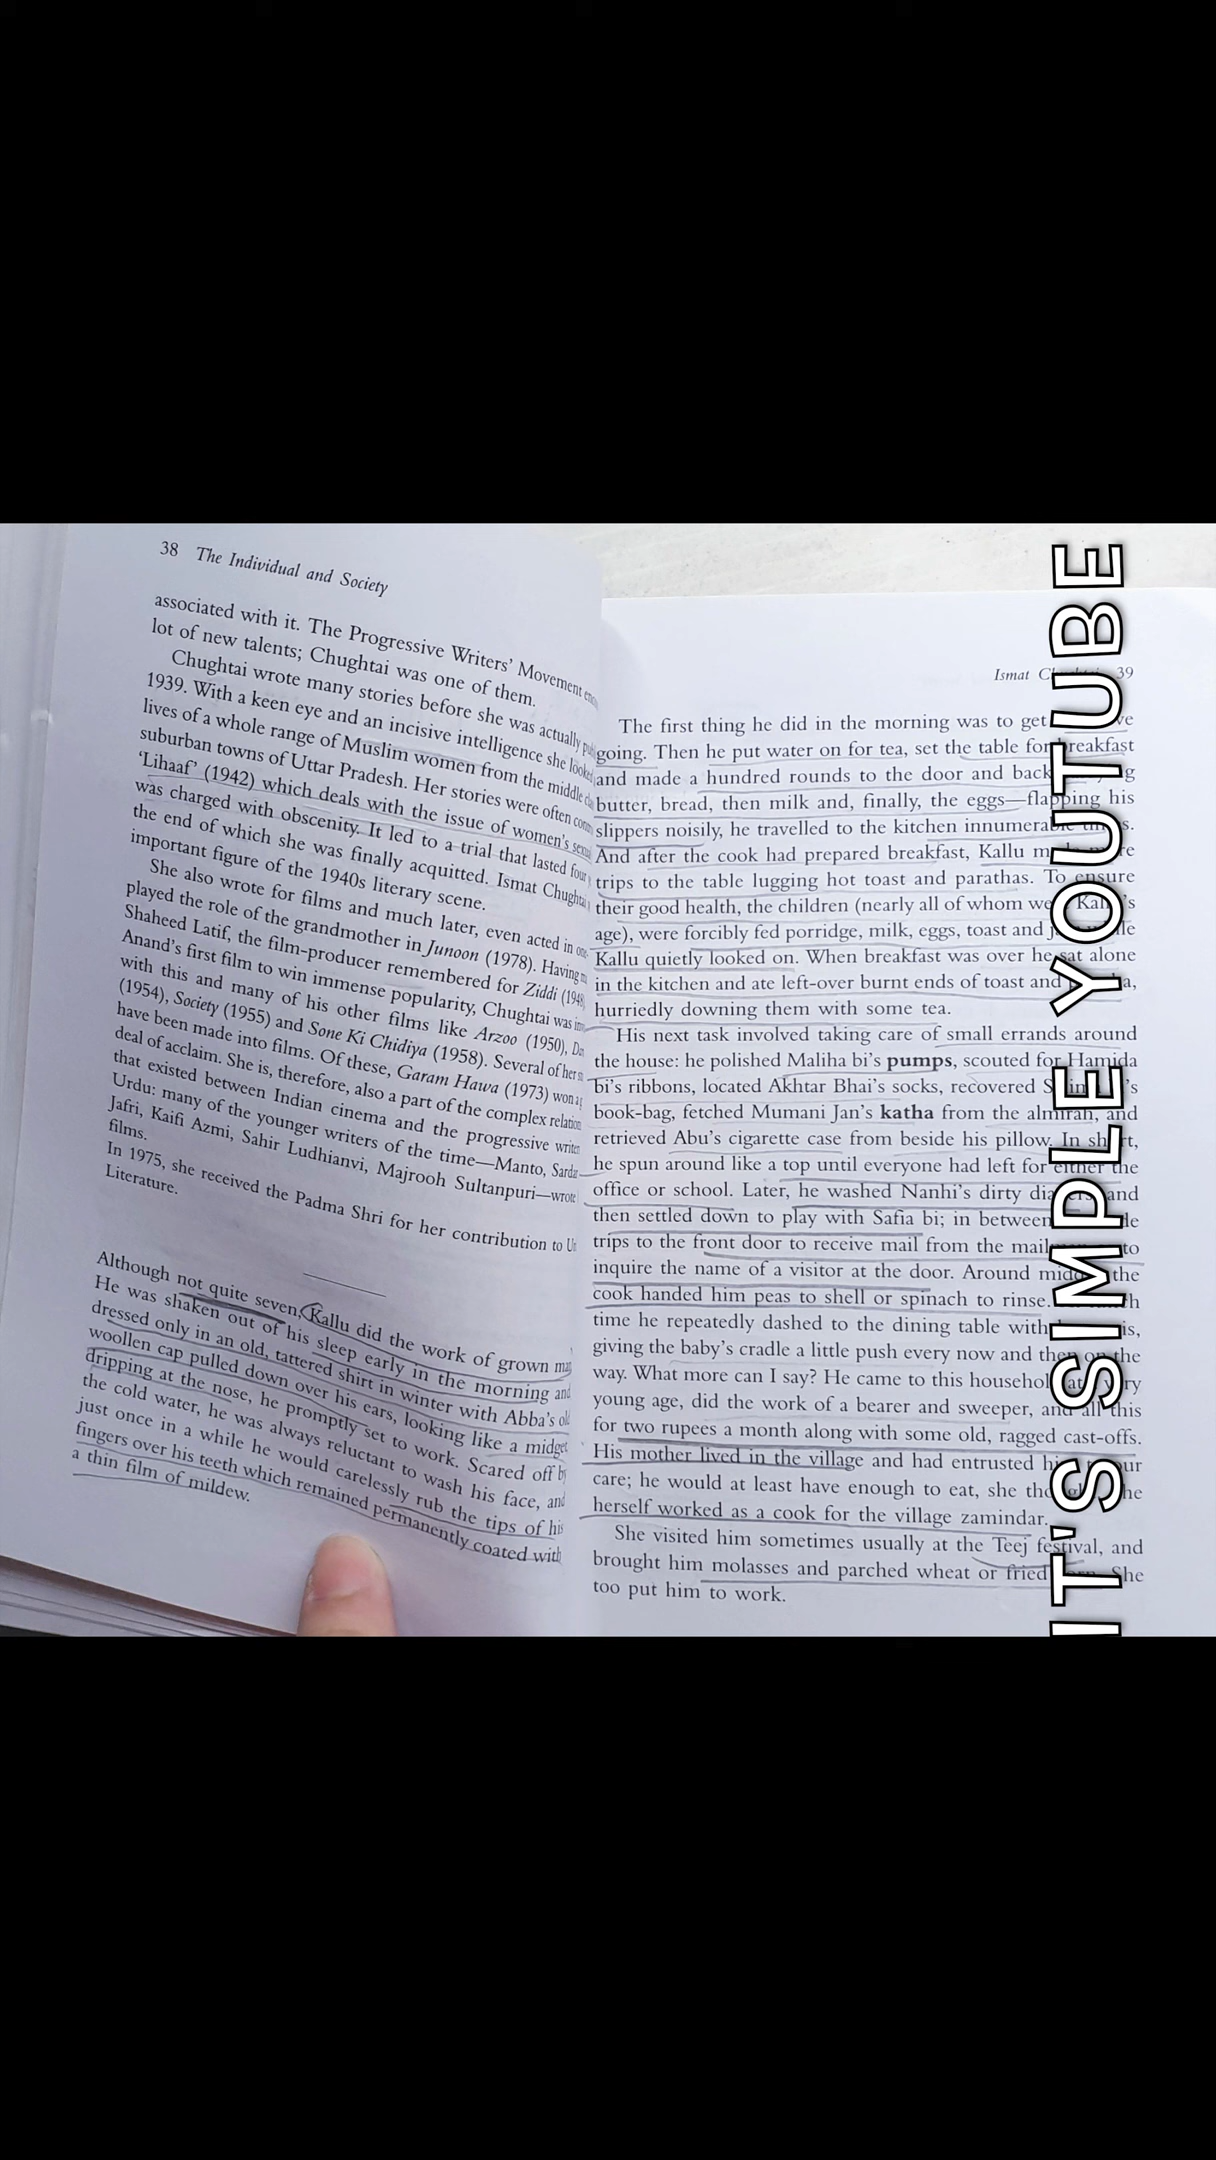 38 The Individual and Society
associated with it. The Progressive Writers' Movement
lot of new talents; Chughtai was one of them.
Chughtai wrote many stories before she was actually
1939. With a keen eye and an incisive intelligence she looked
lives of a whole range of Muslim women from the middle
suburban towns of Uttar Pradesh. Her stories were often
'Lihaaf' (1942) which deals with the issue of women's
was charged with obscenity. It led to a trial that lasted four
the end of which she was finally acquitted. Ismat Chughtai
important figure of the 1940s literary scene.
She also wrote for films and much later, even acted in
played the role of the grandmother in Junoon (1978). Having
Shaheed Latif, the film-producer remembered for Ziddi (1948)
Anand's first film to win immense popularity, Chughtai was
with this and many of his other films like Arzoo (1950),
(1954), Society (1955) and Sone Ki Chidiya (1958). Several of her
have been made into films. Of these, Garam Hawa (1973) won a
deal of acclaim. She is, therefore, also a part of the complex
that existed between Indian cinema and the progressive
Urdu: many of the younger writers of the time—Manto,
Jafri, Kaifi Azmi, Sahir Ludhianvi, Majrooh Sultanpuri—wrote
films.
In 1975, she received the Padma Shri for her contribution to
Literature.
Although not quite seven, Kallu did the work of grown
He was shaken out of his sleep early in the morning and
dressed only in an old, tattered shirt in winter with Abba's old
woollen cap pulled down over his ears, looking like a midget
dripping at the nose, he promptly set to work. Scared off by
the cold water, he was always reluctant to wash his face, and
just once in a while he would carelessly rub the tips of his
fingers over his teeth which remained permanently coated with
a thin film of mildew.
Ismat 39
The first thing he did in the morning was to get
going. Then he put water on for tea, set the table for breakfast
and made a hundred rounds to the door and back
butter, bread, then milk and, finally, the eggs—flapping his
slippers noisily, he travelled to the kitchen
And after the cook had prepared breakfast, Kallu
trips to the table lugging hot toast and parathas. To ensure
their good health, the children (nearly all of whom
age), were forcibly fed porridge, milk, eggs, toast and
Kallu quietly looked on. When breakfast was over he sat alone
in the kitchen and ate left-over burnt ends of toast and
hurriedly downing them with some tea.
His next task involved taking care of small errands around
the house: he polished Maliha bi's pumps, scouted for Hamida
bi's ribbons, located Akhtar Bhai's socks, recovered
book-bag, fetched Mumani Jan's katha from the almirah, and
retrieved Abu's cigarette case from beside his pillow. In short,
he spun around like a top until everyone had left for either the
office or school. Later, he washed Nanhi's dirty and
then settled down to play with Safia bi; in between
trips to the front door to receive mail from the to
inquire the name of a visitor at the door. Around the
cook handed him peas to shell or spinach to rinse.
time he repeatedly dashed to the dining table with
giving the baby's cradle a little push every now and then on the
way. What more can I say? He came to this household
young age, did the work of a bearer and sweeper, and all this
for two rupees a month along with some old, ragged cast-offs.
His mother lived in the village and had entrusted
care; he would at least have enough to eat, she
herself worked as a cook for the village zamindar.
She visited him sometimes usually at the Teej festival, and
brought him molasses and parched wheat or fried She
too put him to work.
IT'S SIMPLE YOUTUBE